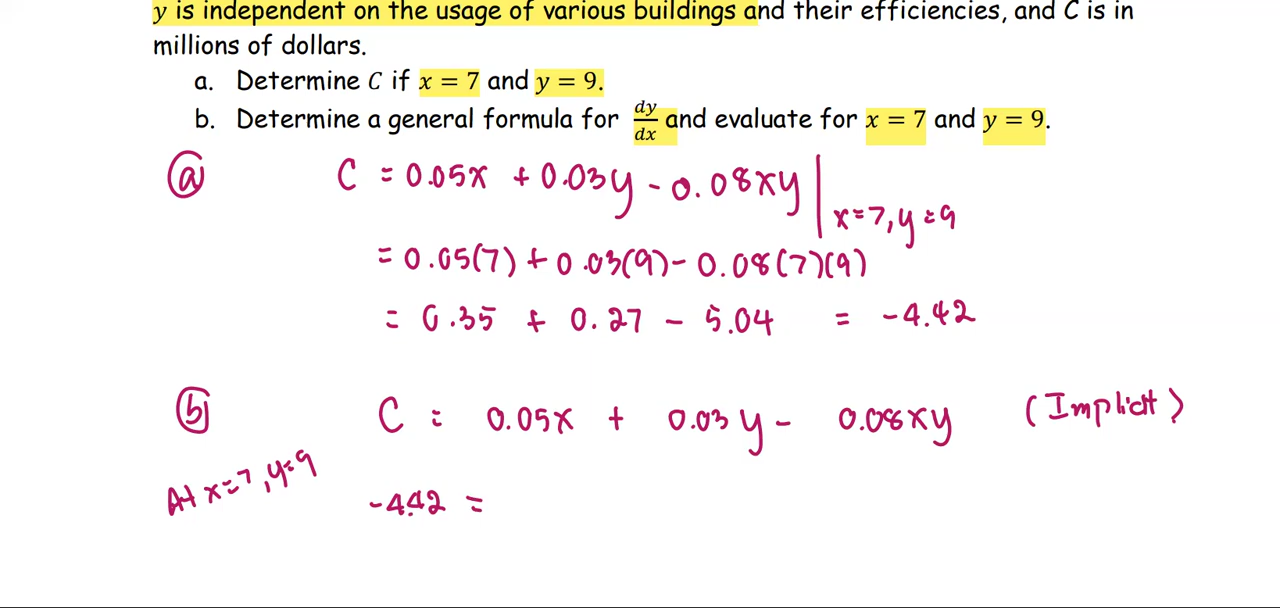 y is independent on the usage of various buildings and their efficiencies, and C is in
millions of dollars.
a. Determine C if x = 7 and y = 9.
b. Determine a general formula for dy/dx and evaluate for x = 7 and y = 9.
(a) C = 0.05x + 0.03y - 0.08xy | x=7, y=9
= 0.05(7) + 0.03(9) - 0.08(7)(9)
= 0.35 + 0.27 - 5.04 = -4.42
(b) C = 0.05x + 0.03y - 0.08xy (Implicit)
At x=7, y=9 -4.42 =